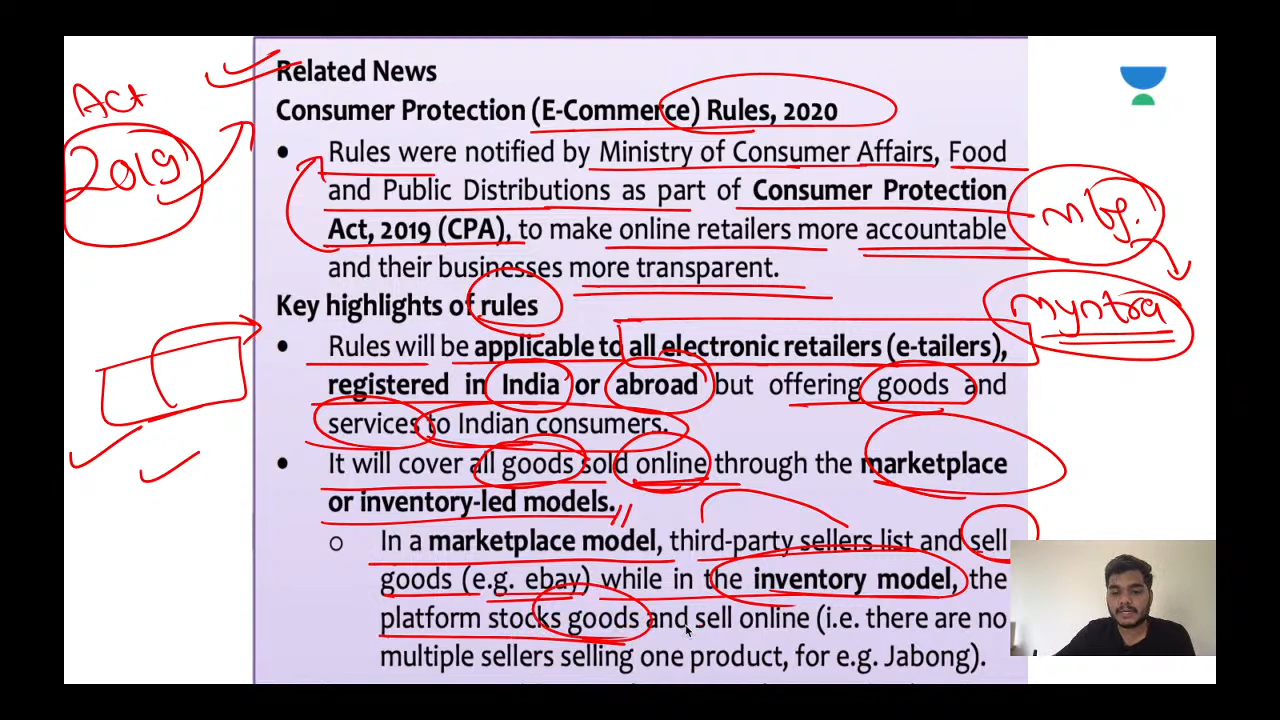 Related News
Act
Consumer Protection (E-Commerce) Rules, 2020
2019
• Rules were notified by Ministry of Consumer Affairs, Food
and Public Distributions as part of Consumer Protection
Act, 2019 (CPA), to make online retailers more accountable
and their businesses more transparent.
Mfg.
Myntra
Key highlights of rules
• Rules will be applicable to all electronic retailers (e-tailers),
registered in India or abroad but offering goods and
services to Indian consumers.
• It will cover all goods sold online through the marketplace
or inventory-led models.
o In a marketplace model, third-party sellers list and sell
goods (e.g. ebay) while in the inventory model, the
platform stocks goods and sell online (i.e. there are no
multiple sellers selling one product, for e.g. Jabong).